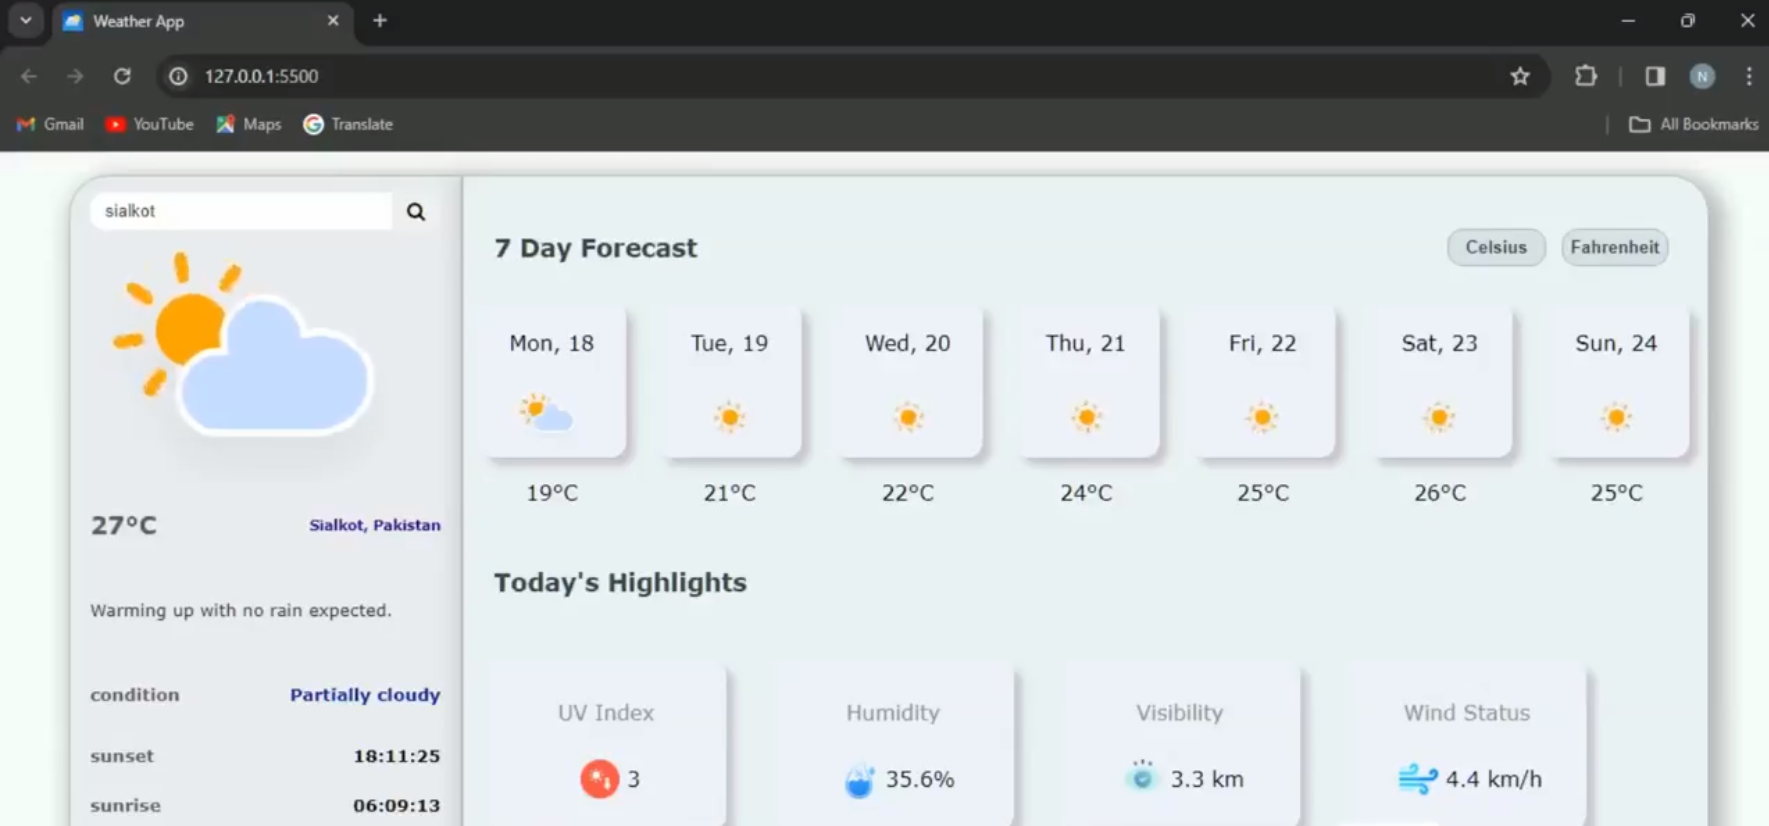 Weather App
127.0.0.1:5500
Gmail YouTube Maps Translate All Bookmarks
N
sialkot
27°C Sialkot, Pakistan
Warming up with no rain expected.
condition Partially cloudy
sunset 18:11:25
sunrise 06:09:13
7 Day Forecast Celsius Fahrenheit
Mon, 18 Tue, 19 Wed, 20 Thu, 21 Fri, 22 Sat, 23 Sun, 24
19°C 21°C 22°C 24°C 25°C 26°C 25°C
Today's Highlights
UV Index Humidity Visibility Wind Status
3 35.6% 3.3 km 4.4 km/h